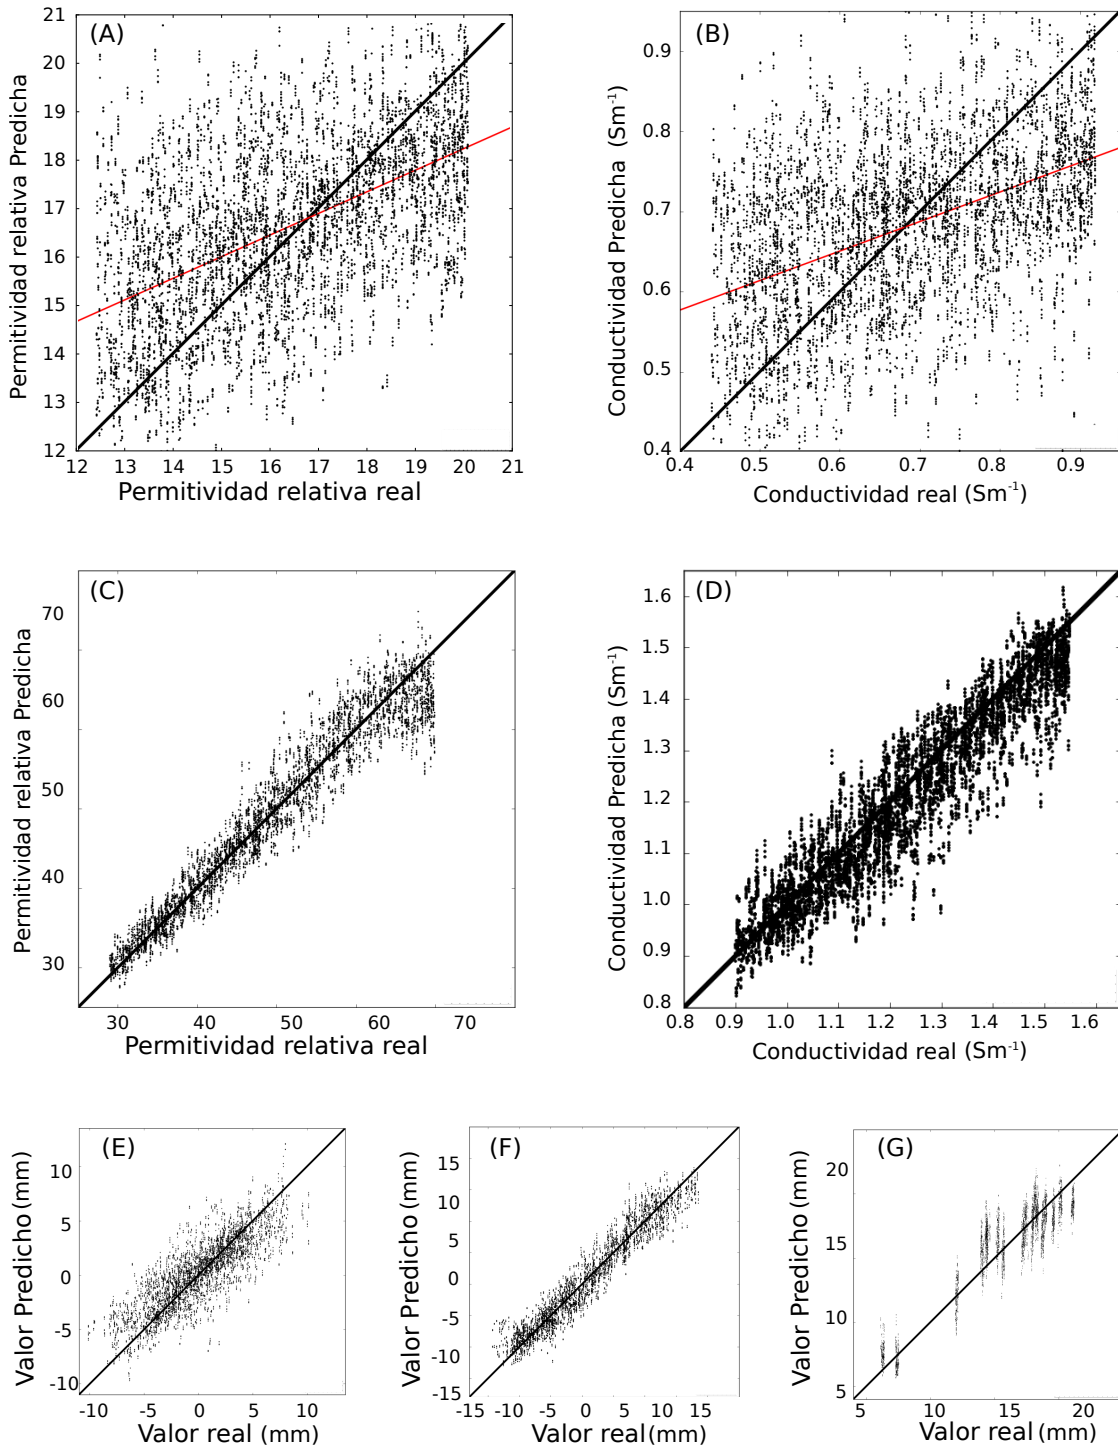 (A)
21
20
19
18
17
16
15
14
13
12
Permitividad relativa Predicha
12 13 14 15 16 17 18 19 20 21
Permitividad relativa real
(B)
0.9
0.8
0.7
0.6
0.5
0.4
Conductividad Predicha (Sm⁻¹)
0.4 0.5 0.6 0.7 0.8 0.9
Conductividad real (Sm⁻¹)
(C)
70
60
50
40
30
Permitividad relativa Predicha
30 40 50 60 70
Permitividad relativa real
(D)
1.6
1.5
1.4
1.3
1.2
1.1
1.0
0.9
0.8
Conductividad Predicha (Sm⁻¹)
0.8 0.9 1.0 1.1 1.2 1.3 1.4 1.5 1.6
Conductividad real (Sm⁻¹)
(E)
10
5
0
-5
-10
Valor Predicho (mm)
-10 -5 0 5 10
Valor real (mm)
(F)
15
10
5
0
-5
-10
-15
Valor Predicho (mm)
-15 -10 -5 0 5 10 15
Valor real (mm)
(G)
20
15
10
5
Valor Predicho (mm)
5 10 15 20
Valor real (mm)